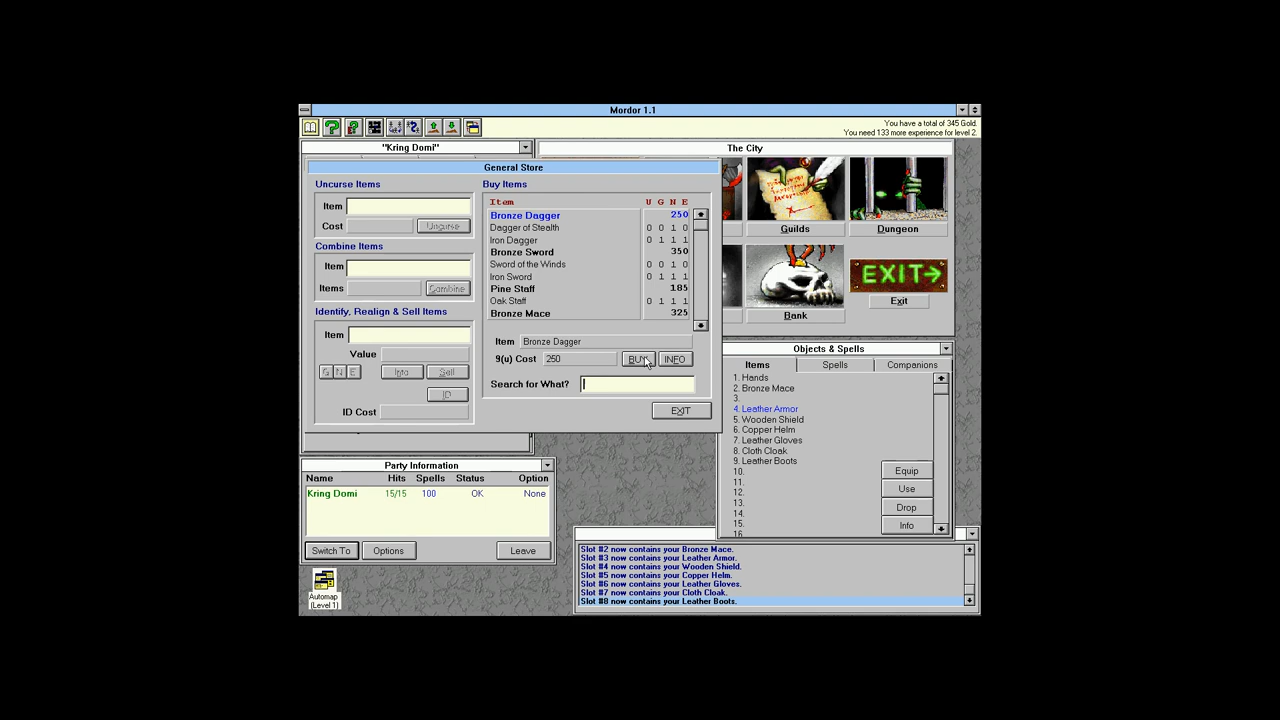 Mordor 1.1
You have a total of 345 Gold.
You need 133 more experience for level 2.
"Kring Domi"
The City
General Store
Uncurse Items
Item
Cost
Uncurse
Combine Items
Item
Items
Combine
Identify, Realign & Sell Items
Item
Value
G N E Info Sell
ID
ID Cost
Buy Items
Item U G N E
Bronze Dagger 250
Dagger of Stealth 0 0 1 0
Iron Dagger 0 1 1 1
Bronze Sword 350
Sword of the Winds 0 0 1 0
Iron Sword 0 1 1 1
Pine Staff 185
Oak Staff 0 1 1 1
Bronze Mace 325
Item Bronze Dagger
9(u) Cost 250 BUY INFO
Search for What?
EXIT
Guilds
Dungeon
EXIT
Bank
Exit
Objects & Spells
Items Spells Companions
1. Hands
2. Bronze Mace
3.
4. Leather Armor
5. Wooden Shield
6. Copper Helm
7. Leather Gloves
8. Cloth Cloak
9. Leather Boots
10.
11.
12.
13.
14.
15.
16
Equip
Use
Drop
Info
Party Information
Name Hits Spells Status Option
Kring Domi 15/15 100 OK None
Switch To Options Leave
Slot #2 now contains your Bronze Mace.
Slot #3 now contains your Leather Armor.
Slot #4 now contains your Wooden Shield.
Slot #5 now contains your Copper Helm.
Slot #6 now contains your Leather Gloves.
Slot #7 now contains your Cloth Cloak.
Slot #8 now contains your Leather Boots.
Automap
(Level 1)